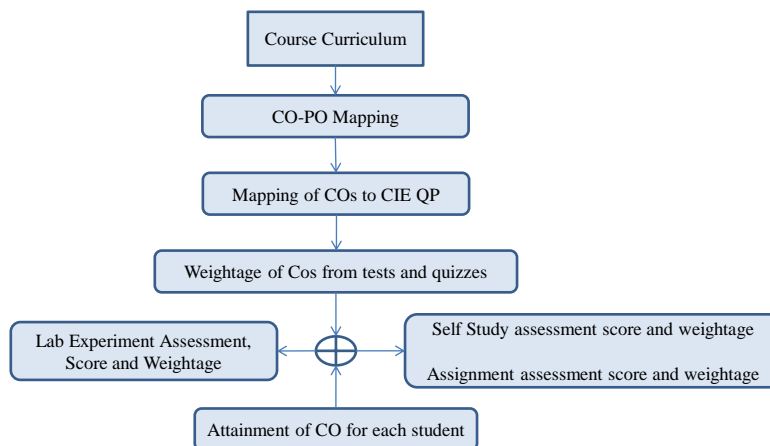 Course Curriculum
CO-PO Mapping
Mapping of COs to CIE QP
Weightage of Cos from tests and quizzes
Lab Experiment Assessment,
Score and Weightage
Self Study assessment score and weightage
Assignment assessment score and weightage
Attainment of CO for each student